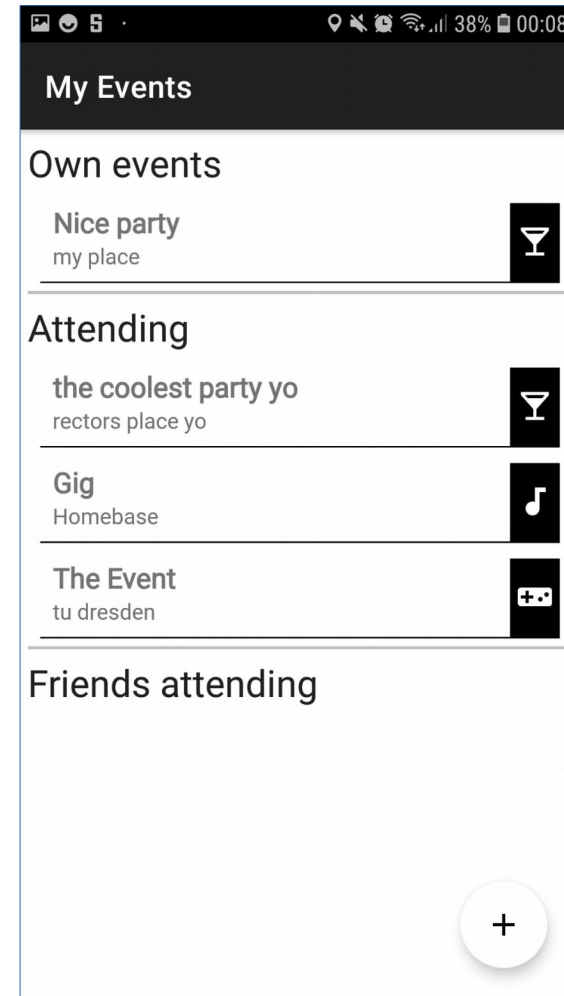 38% 00:08
My Events
Own events
Nice party
my place
Attending
the coolest party yo
rectors place yo
Gig
Homebase
The Event
tu dresden
Friends attending
+